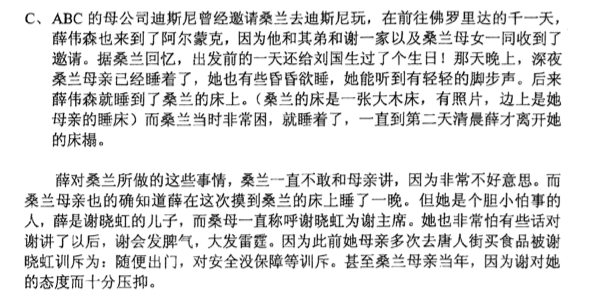 C、ABC 的母公司迪斯尼曾经邀请桑兰去迪斯尼玩，在前往佛罗里达的千一天，
薛伟森也来到了阿尔蒙克，因为他和其弟和谢一家以及桑兰母女一同收到了
邀请。据桑兰回忆，出发前的一天还给刘国生过了个生日！那天晚上，深夜
桑兰母亲已经睡着了，她也有些昏昏欲睡，她能听到有轻轻的脚步声。后来
薛伟森就睡到了桑兰的床上。（桑兰的床是一张大木床，有照片，边上是她
母亲的睡床）而桑兰当时非常困，就睡着了，一直到第二天清晨薛才离开她
的床榻。
薛对桑兰所做的这些事情，桑兰一直不敢和母亲讲，因为非常不好意思。而
桑兰母亲也的确知道薛在这次摸到桑兰的床上睡了一晚。但她是个胆小怕事的
人，薛是谢晓虹的儿子，而桑母一直称呼谢晓虹为谢主席。她也非常怕有些话对
谢讲了以后，谢会发脾气，大发雷霆。因为此前她母亲多次去唐人街买食品被谢
晓虹训斥为：随便出门，对安全没保障等训斥。甚至桑兰母亲当年，因为谢对她
的态度而十分压抑。